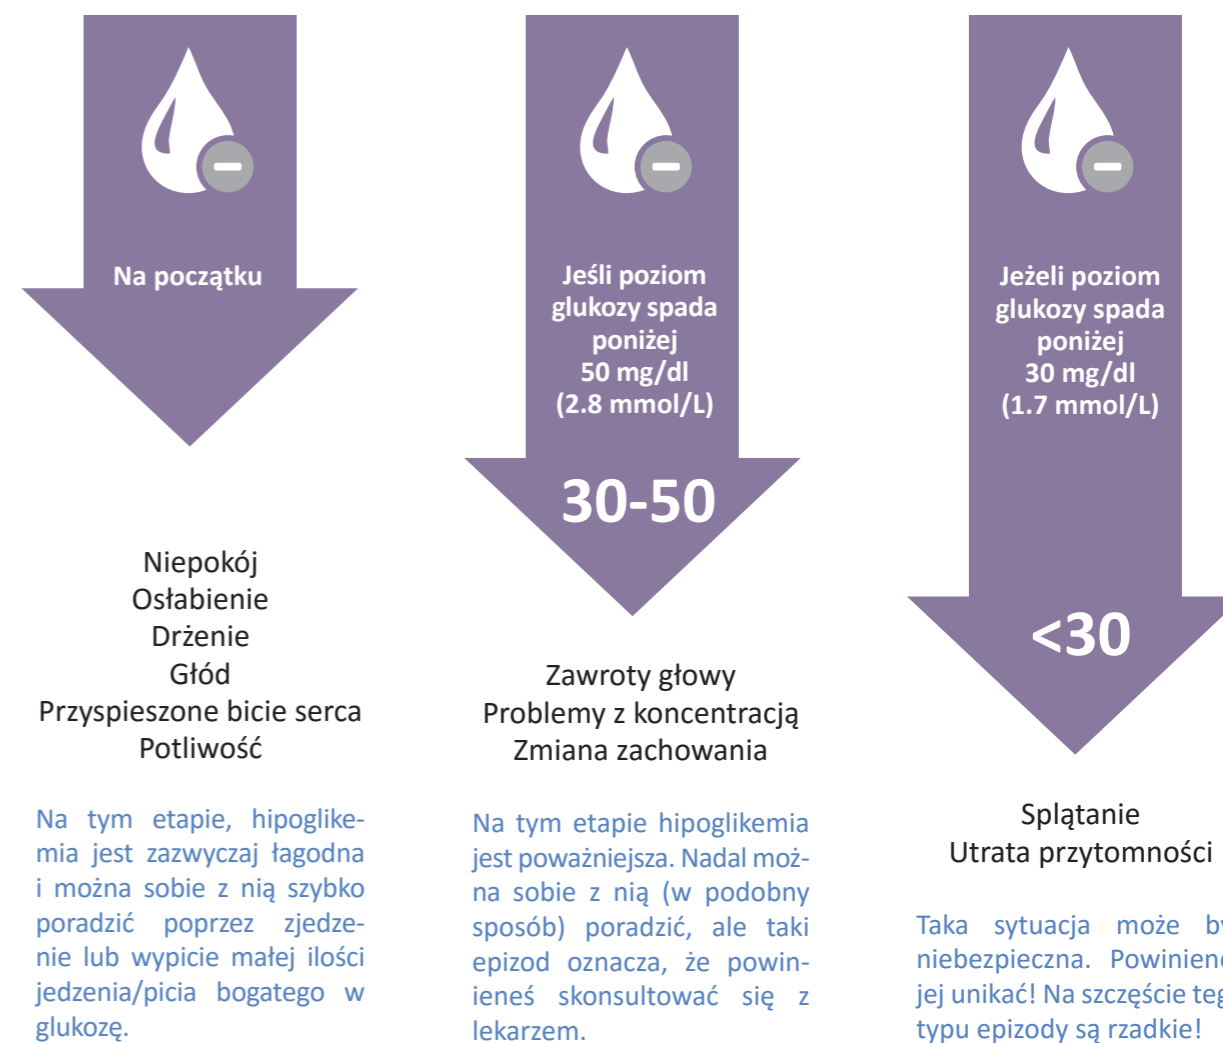 Na początku
Niepokój
Osłabienie
Drżenie
Głód
Przyspieszone bicie serca
Potliwość
Na tym etapie, hipoglike-
mia jest zazwyczaj łagodna
i można sobie z nią szybko
poradzić poprzez zjedze-
nie lub wypicie małej ilości
jedzenia/picia bogatego w
glukozę.
Jeśli poziom
glukozy spada
poniżej
50 mg/dl
(2.8 mmol/L)
30-50
Zawroty głowy
Problemy z koncentracją
Zmiana zachowania
Na tym etapie hipoglikemia
jest poważniejsza. Nadal moż-
na sobie z nią (w podobny
sposób) poradzić, ale taki
epizod oznacza, że powin-
ieneś skonsultować się z
lekarzem.
Jeżeli poziom
glukozy spada
poniżej
30 mg/dl
(1.7 mmol/L)
<30
Splątanie
Utrata przytomności
Taka sytuacja może
niebezpieczna.
jej unikać! Na szczęście
typu epizody są rzadkie!